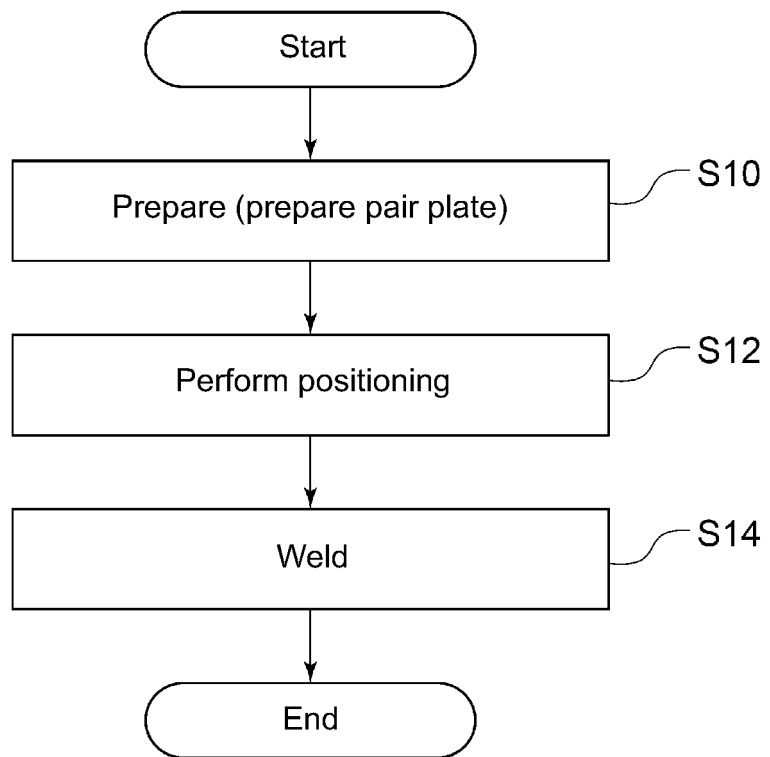 Start
Prepare (prepare pair plate)
S10
Perform positioning
S12
Weld
S14
End